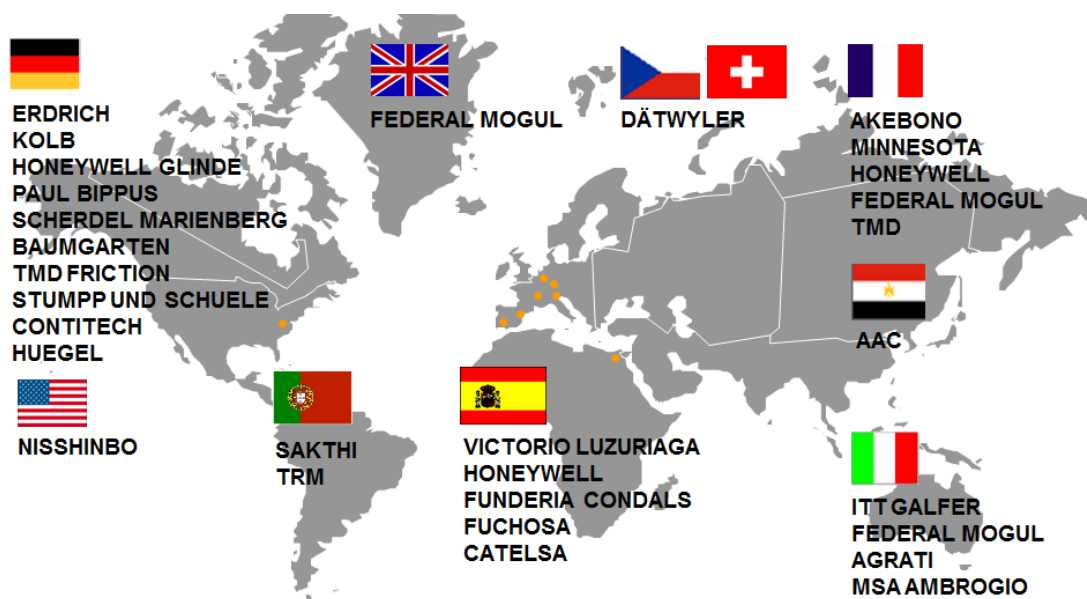 ERDRICH
KOLB
HONEYWELL GLINDE
PAUL BIPPUS
SCHERDEL MARIENBERG
BAUMGARTEN
TMD FRICTION
STUMPP UND SCHUELE
CONTITECH
HUEGEL
NISSHINBO
FEDERAL MOGUL
DÄTWYLER
AKEBONO
MINNESOTA
HONEYWELL
FEDERAL MOGUL
TMD
AAC
SAKTHI
TRM
VICTORIO LUZURIAGA
HONEYWELL
FUNDERIA CONDALS
FUCHOSA
CATELSA
ITT GALFER
FEDERAL MOGUL
AGRATI
MSA AMBROGIO